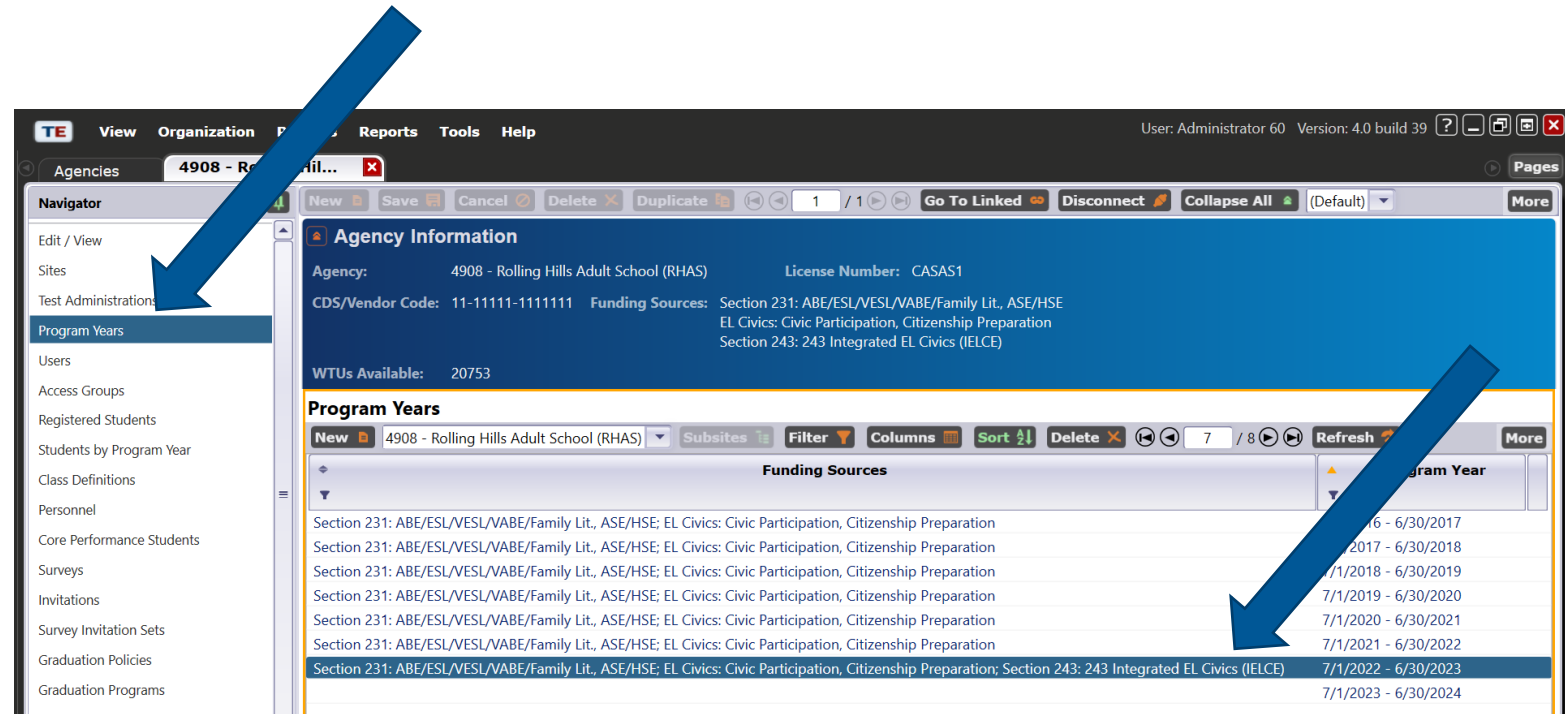 TE View Organization Reports Tools Help User: Administrator 60 Version: 4.0 build 39 ?
Agencies 4908 - Rolling Hil... Pages
Navigator
New Save Cancel Delete Duplicate 1 / 1 Go To Linked Disconnect Collapse All (Default) More
Edit / View
Sites
Test Administrations
Program Years
Users
Access Groups
Registered Students
Students by Program Year
Class Definitions
Personnel
Core Performance Students
Surveys
Invitations
Survey Invitation Sets
Graduation Policies
Graduation Programs
Agency Information
Agency: 4908 - Rolling Hills Adult School (RHAS) License Number: CASAS1
CDS/Vendor Code: 11-11111-1111111 Funding Sources: Section 231: ABE/ESL/VESL/VABE/Family Lit., ASE/HSE
EL Civics: Civic Participation, Citizenship Preparation
Section 243: 243 Integrated EL Civics (IELCE)
WTUs Available: 20753
Program Years
New 4908 - Rolling Hills Adult School (RHAS) Subsites Filter Columns Sort Delete 7 / 8 Refresh More
Funding Sources Program Year
Section 231: ABE/ESL/VESL/VABE/Family Lit., ASE/HSE; EL Civics: Civic Participation, Citizenship Preparation 16 - 6/30/2017
Section 231: ABE/ESL/VESL/VABE/Family Lit., ASE/HSE; EL Civics: Civic Participation, Citizenship Preparation /2017 - 6/30/2018
Section 231: ABE/ESL/VESL/VABE/Family Lit., ASE/HSE; EL Civics: Civic Participation, Citizenship Preparation 7/1/2018 - 6/30/2019
Section 231: ABE/ESL/VESL/VABE/Family Lit., ASE/HSE; EL Civics: Civic Participation, Citizenship Preparation 7/1/2019 - 6/30/2020
Section 231: ABE/ESL/VESL/VABE/Family Lit., ASE/HSE; EL Civics: Civic Participation, Citizenship Preparation 7/1/2020 - 6/30/2021
Section 231: ABE/ESL/VESL/VABE/Family Lit., ASE/HSE; EL Civics: Civic Participation, Citizenship Preparation 7/1/2021 - 6/30/2022
Section 231: ABE/ESL/VESL/VABE/Family Lit., ASE/HSE; EL Civics: Civic Participation, Citizenship Preparation; Section 243: 243 Integrated EL Civics (IELCE) 7/1/2022 - 6/30/2023
7/1/2023 - 6/30/2024